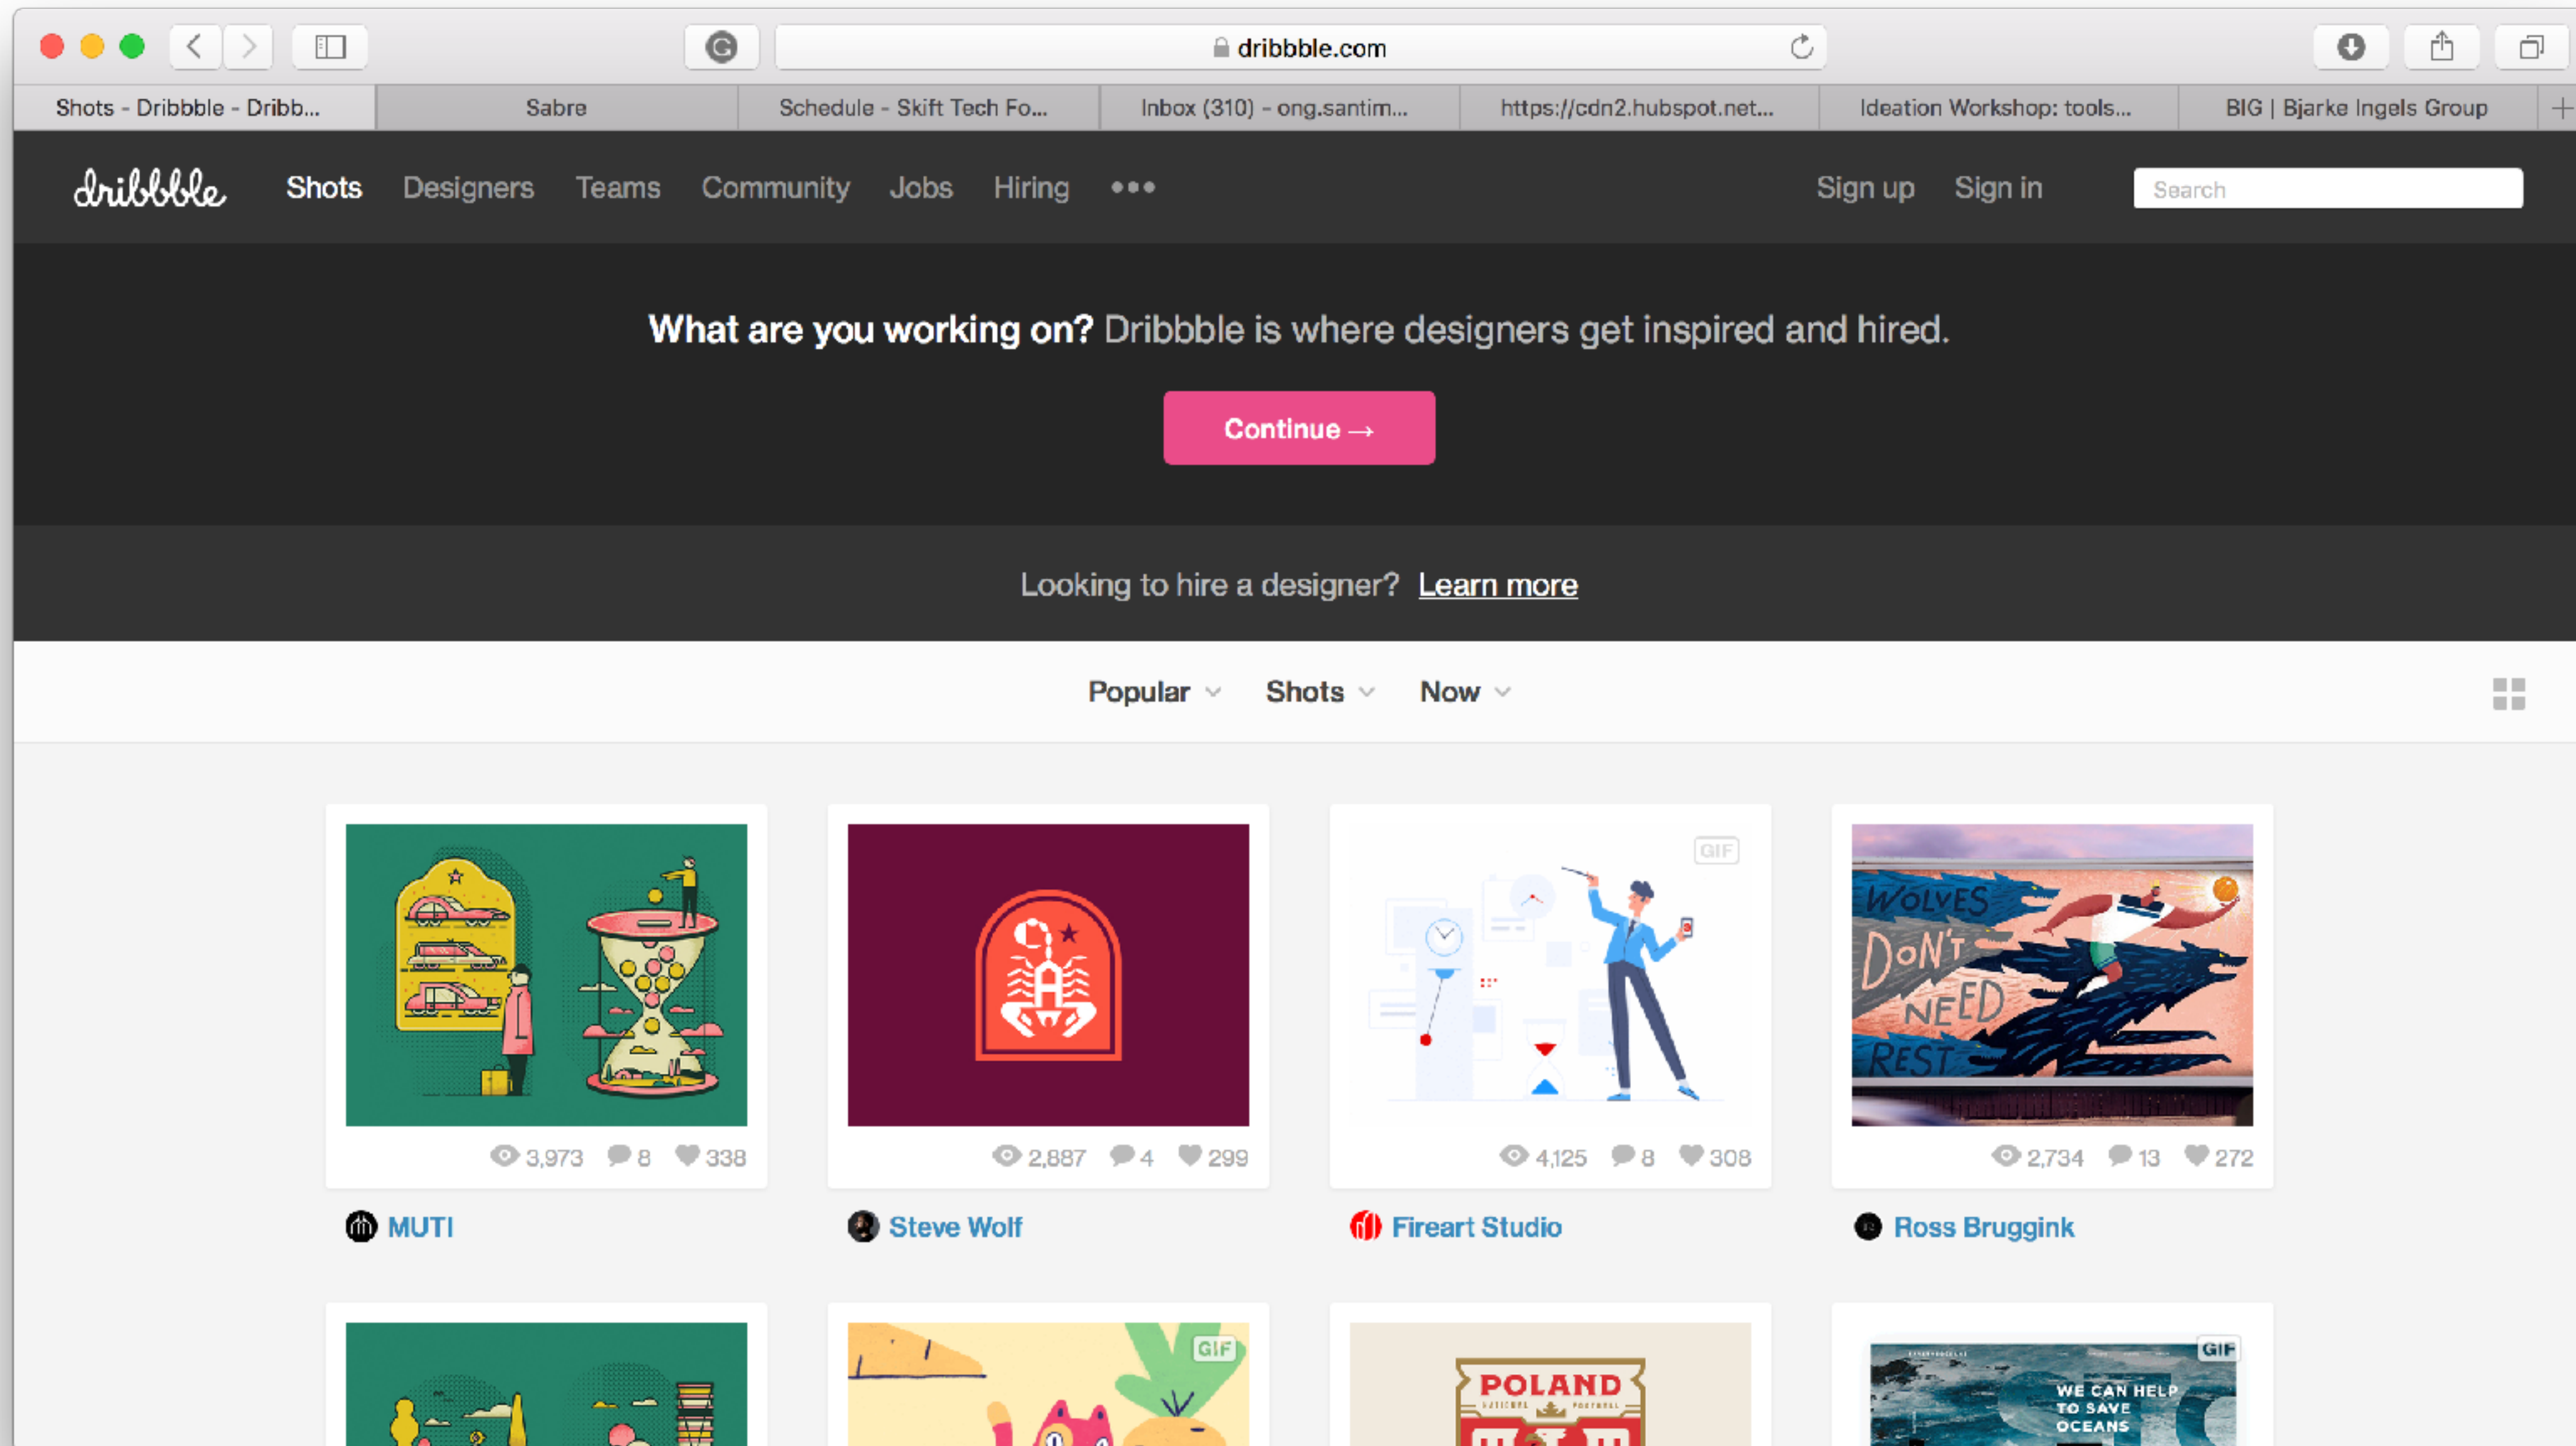 dribbble.com
Shots - Dribbble - Dribb...
Sabre
Schedule - Skift Tech Fo...
Inbox (310) - ong.santim...
https://cdn2.hubspot.net...
Ideation Workshop: tools...
BIG | Bjarke Ingels Group
dribbble
Shots Designers Teams Community Jobs Hiring
Sign up Sign in
Search
What are you working on? Dribbble is where designers get inspired and hired.
Continue →
Looking to hire a designer? Learn more
Popular Shots Now
GIF
WOLVES
DON'T
NEED
REST
3,973 8 338
2,887 4 299
4,125 8 308
2,734 13 272
MUTI
Steve Wolf
Fireart Studio
Ross Bruggink
GIF
POLAND
NATIONAL FOOTBALL
GIF
WE CAN HELP
TO SAVE
OCEANS